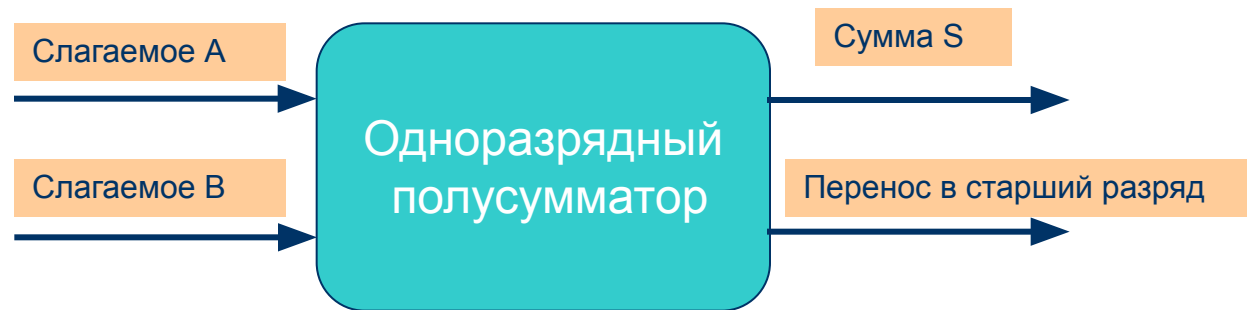 Слагаемое А
Сумма S
Одноразрядный
полусумматор
Слагаемое В
Перенос в старший разряд